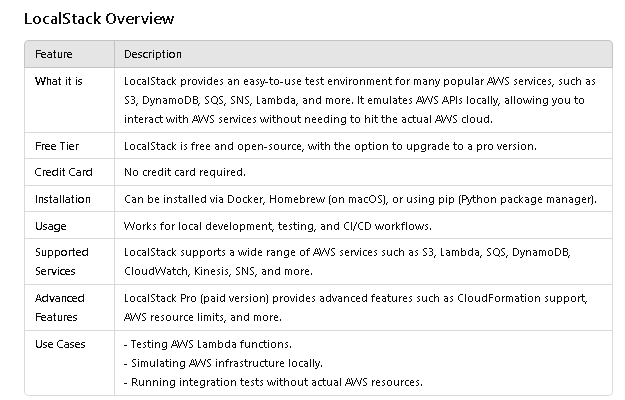 LocalStack Overview
Feature Description
What it is LocalStack provides an easy-to-use test environment for many popular AWS services, such as
S3, DynamoDB, SQS, SNS, Lambda, and more. It emulates AWS APIs locally, allowing you to
interact with AWS services without needing to hit the actual AWS cloud.
Free Tier LocalStack is free and open-source, with the option to upgrade to a pro version.
Credit Card No credit card required.
Installation Can be installed via Docker, Homebrew (on macOS), or using pip (Python package manager).
Usage Works for local development, testing, and CI/CD workflows.
Supported LocalStack supports a wide range of AWS services such as S3, Lambda, SQS, DynamoDB,
Services CloudWatch, Kinesis, SNS, and more.
Advanced LocalStack Pro (paid version) provides advanced features such as CloudFormation support,
Features AWS resource limits, and more.
Use Cases - Testing AWS Lambda functions.
- Simulating AWS infrastructure locally.
- Running integration tests without actual AWS resources.